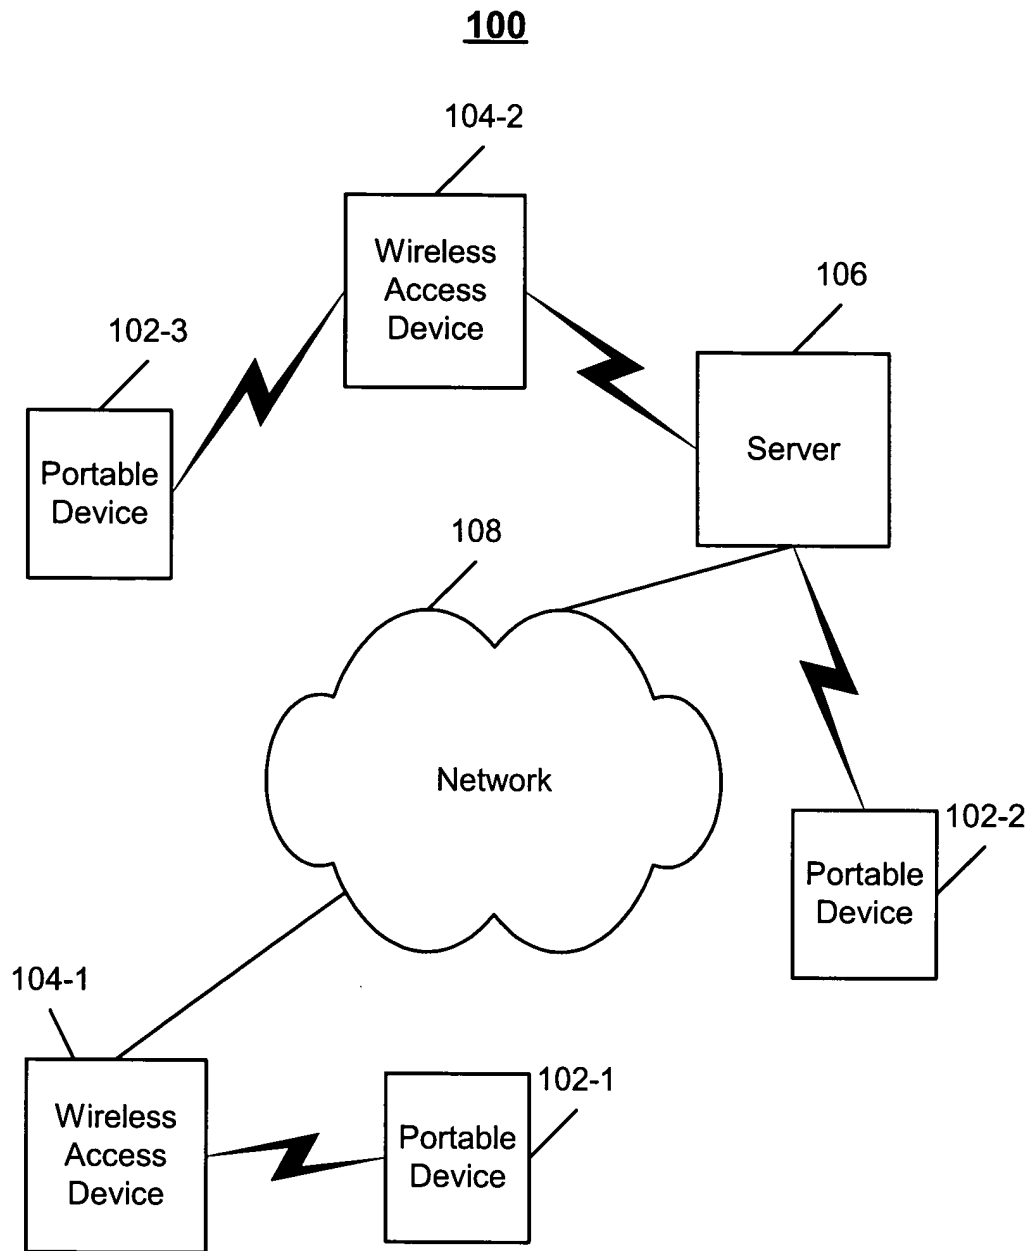 100
104-2
Wireless
Access
Device
106
Server
102-3
Portable
Device
108
Network
102-2
Portable
Device
104-1
Wireless
Access
Device
102-1
Portable
Device